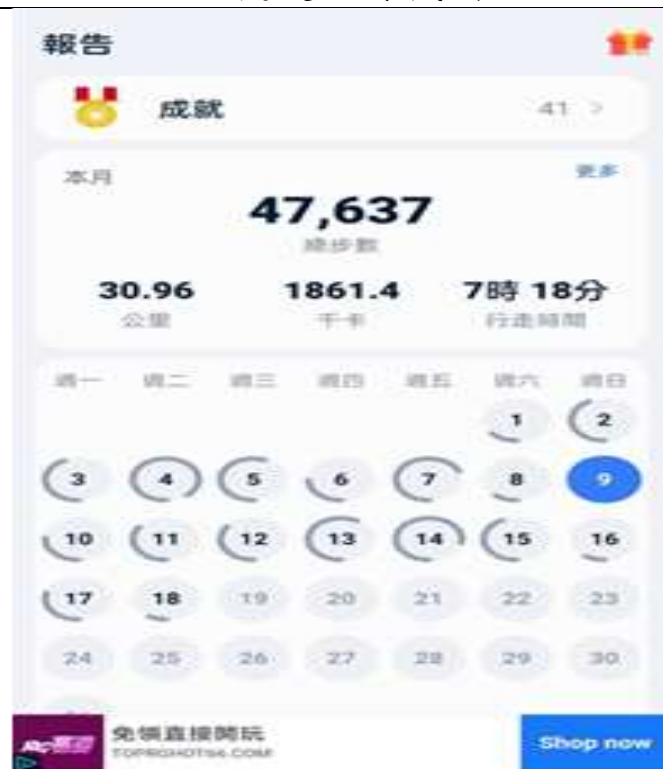 報告
成就 41 >
本月 更多
47,637
總步數
30.96 1861.4 7時 18分
公里 千卡 行走時間
週一 週二 週三 週四 週五 週六 週日
1 2
3 4 5 6 7 8 9
10 11 12 13 14 15 16
17 18 19 20 21 22 23
24 25 26 27 28 29 30
免領直接開玩
Shop now